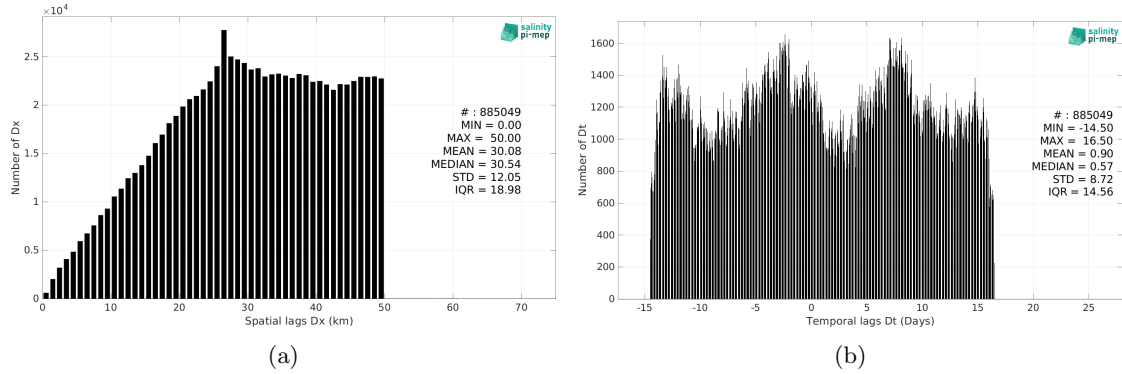 ×10⁴
2.5
2
1.5
1
0.5
0
0
10
20
30
40
50
60
70
Number of Dx
Spatial lags Dx (km)
salinity
pi-mep
# : 885049
MIN = 0.00
MAX = 50.00
MEAN = 30.08
MEDIAN = 30.54
STD = 12.05
IQR = 18.98
(a)
1600
1400
1200
1000
800
600
400
200
0
-15
-10
-5
0
5
10
15
20
25
Number of Dt
Temporal lags Dt (Days)
salinity
pi-mep
# : 885049
MIN = -14.50
MAX = 16.50
MEAN = 0.90
MEDIAN = 0.57
STD = 8.72
IQR = 14.56
(b)